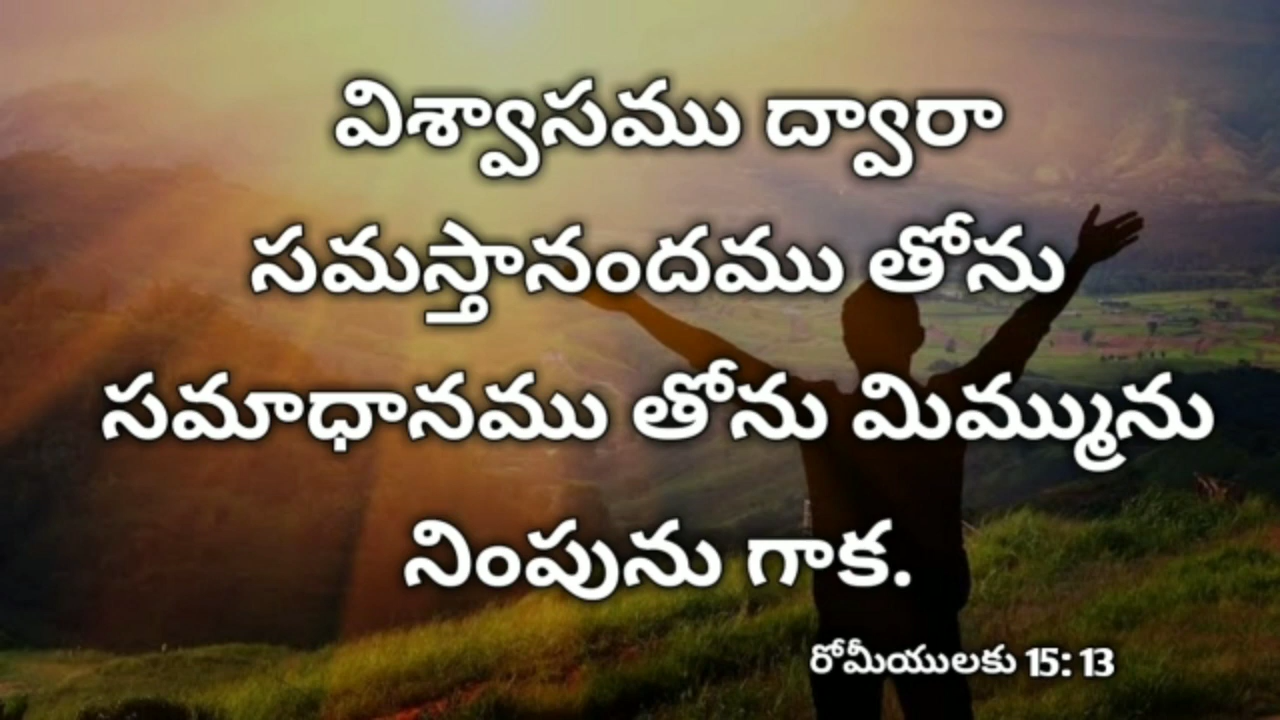 విశ్వాసము ద్వారా
సమస్తానందము తోను
సమాధానము తోను మిమ్మును
నింపును గాక.
రోమీయులకు 15: 13